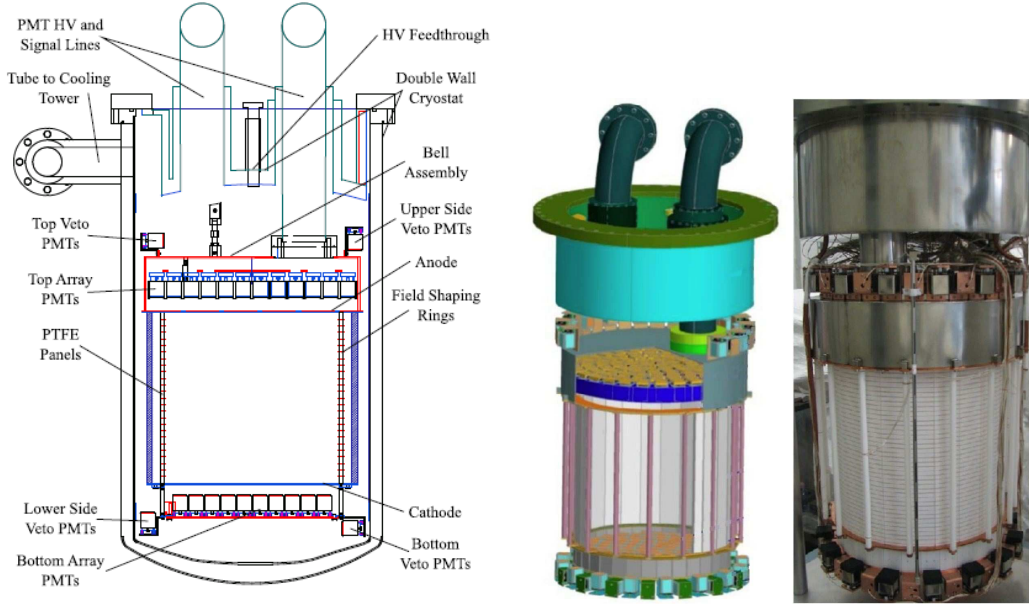 PMT HV and
Signal Lines
HV Feedthrough
Tube to Cooling
Tower
Double Wall
Cryostat
Bell
Assembly
Top Veto
PMTs
Upper Side
Veto PMTs
Anode
Top Array
PMTs
Field Shaping
Rings
PTFE
Panels
Cathode
Lower Side
Veto PMTs
Bottom Array
PMTs
Bottom
Veto PMTs